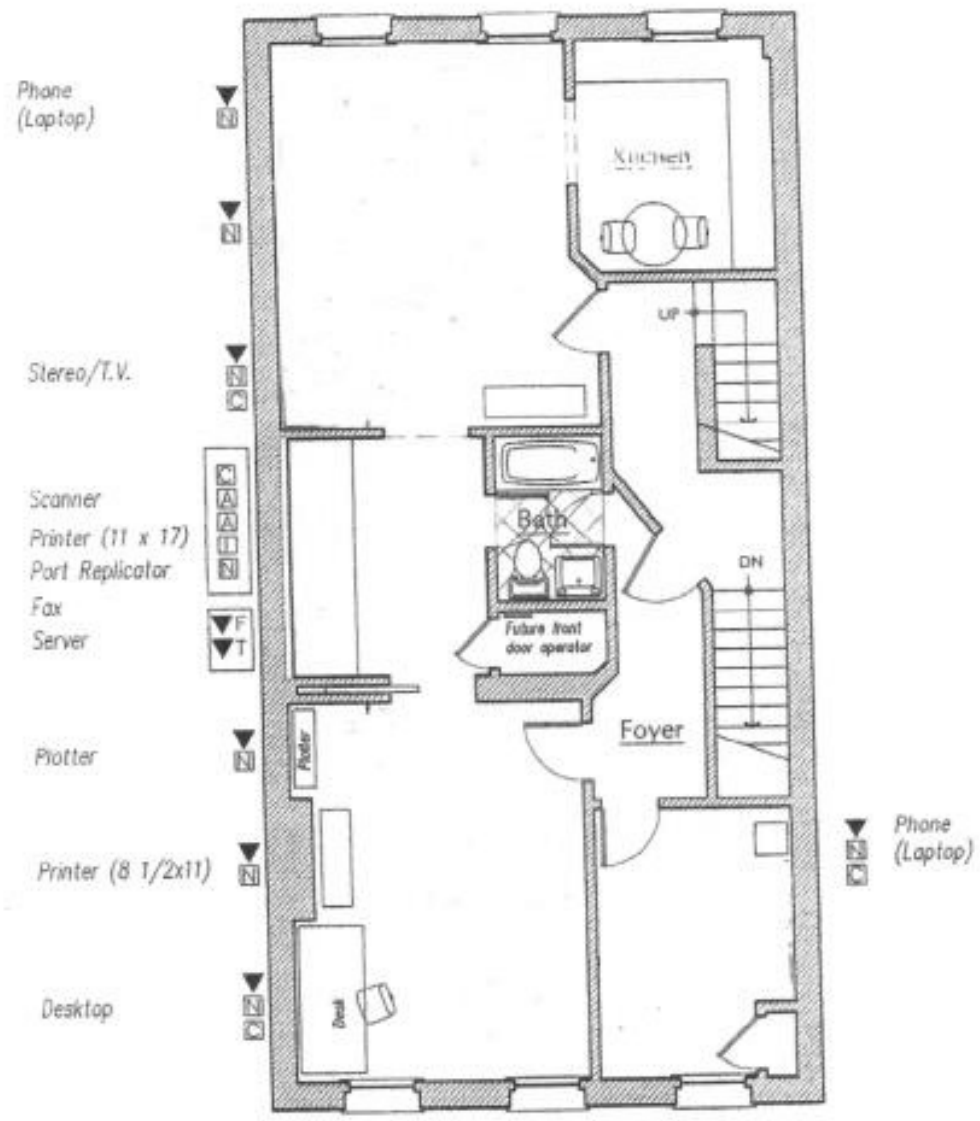 Phone
(Laptop)
N
Kitchen
N
UP
Stereo/T.V.
N
C
Scanner
Printer (11 x 17)
Port Replicator
Fax
Server
C
A
A
I
N
F
T
Bath
DN
Future front
door operator
Foyer
Plotter
N
Plotter
Printer (8 1/2x11)
N
Phone
(Laptop)
N
C
Desktop
N
C
Desk